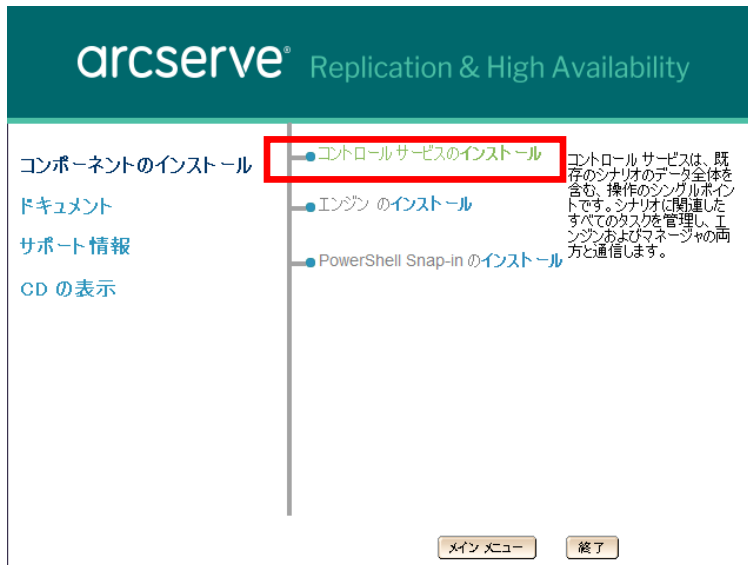 arcserve® Replication & High Availability
コンポーネントのインストール
ドキュメント
サポート情報
CD の表示
コントロール サービスのインストール
エンジン のインストール
PowerShell Snap-in のインストール
コントロール サービスは、既
存のシナリオのデータ全体を
含む、操作のシングルポイン
トです。シナリオに関連した
すべてのタスクを管理し、エ
ンジンおよびマネージャの両
方と通信します。
メイン メニュー
終了